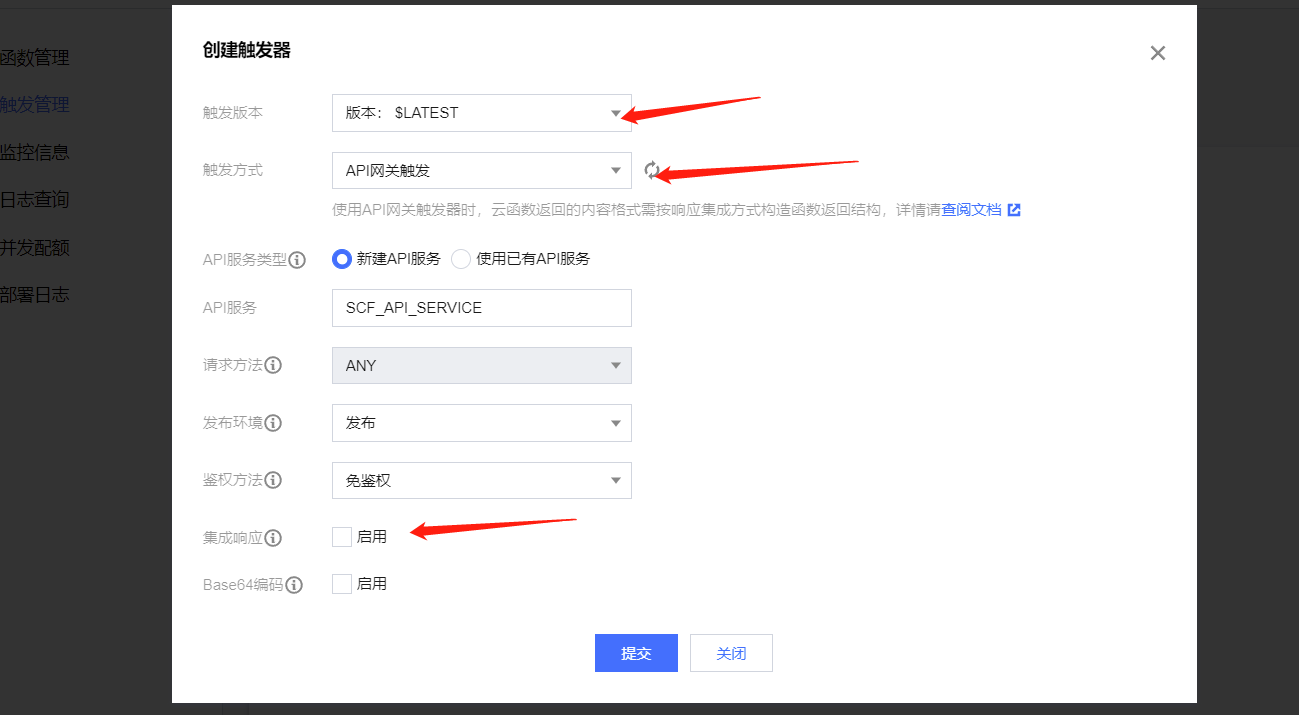 创建触发器
函数管理
触发管理
监控信息
日志查询
并发配额
部署日志
触发版本 版本： $LATEST
触发方式 API网关触发
使用API网关触发器时，云函数返回的内容格式需按响应集成方式构造函数返回结构，详情请查阅文档
API服务类型 新建API服务 使用已有API服务
API服务 SCF_API_SERVICE
请求方法 ANY
发布环境 发布
鉴权方法 免鉴权
集成响应 启用
Base64编码 启用
提交 关闭